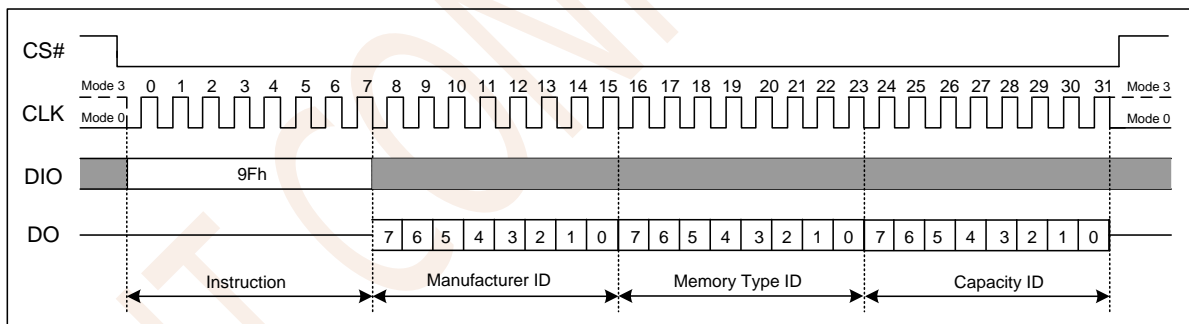 CS#
Mode 3 0 1 2 3 4 5 6 7 8 9 10 11 12 13 14 15 16 17 18 19 20 21 22 23 24 25 26 27 28 29 30 31 Mode 3
CLK
Mode 0 Mode 0
DIO 9Fh
DO 7 6 5 4 3 2 1 0 7 6 5 4 3 2 1 0 7 6 5 4 3 2 1 0
Instruction Manufacturer ID Memory Type ID Capacity ID